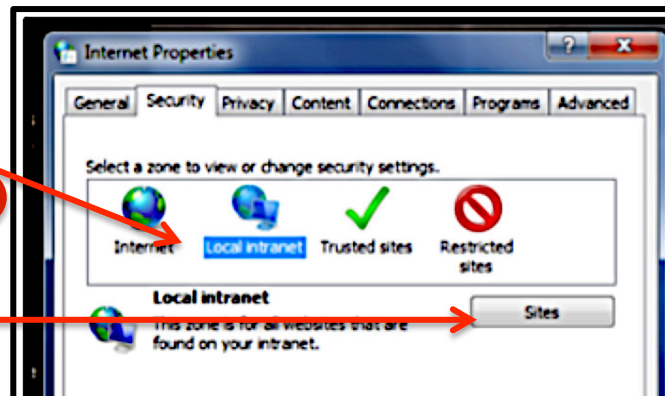 Internet Properties
General Security Privacy Content Connections Programs Advanced
Select a zone to view or change security settings.
Internet Local intranet Trusted sites Restricted sites
Local intranet
Sites
This zone is for all websites that are
found on your intranet.